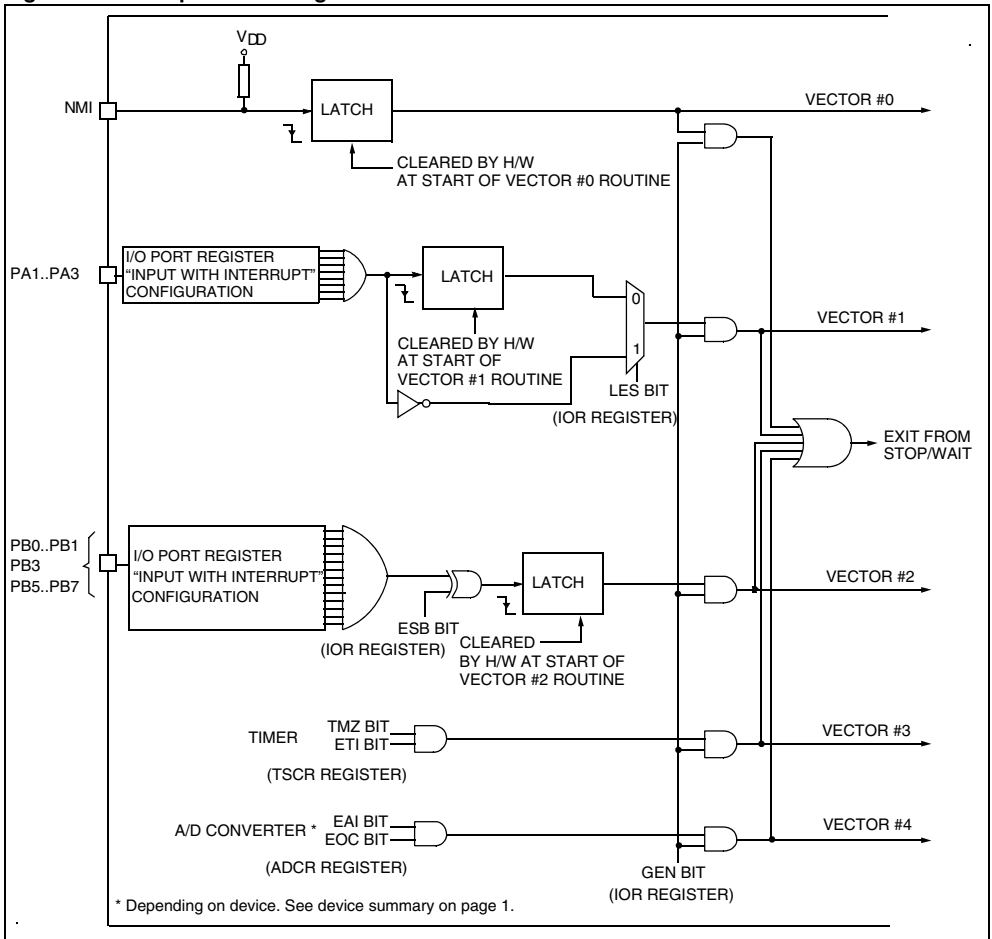 VDD
NMI
LATCH
VECTOR #0
CLEARED BY H/W
AT START OF VECTOR #0 ROUTINE
PA1..PA3
I/O PORT REGISTER
“INPUT WITH INTERRUPT”
CONFIGURATION
LATCH
0
1
VECTOR #1
CLEARED BY H/W
AT START OF
VECTOR #1 ROUTINE
LES BIT
(IOR REGISTER)
EXIT FROM
STOP/WAIT
PB0..PB1
PB3
PB5..PB7
I/O PORT REGISTER
“INPUT WITH INTERRUPT”
CONFIGURATION
LATCH
VECTOR #2
ESB BIT
(IOR REGISTER)
CLEARED
BY H/W AT START OF
VECTOR #2 ROUTINE
TIMER
TMZ BIT
ETI BIT
(TSCR REGISTER)
VECTOR #3
A/D CONVERTER *
EAI BIT
EOC BIT
(ADCR REGISTER)
VECTOR #4
GEN BIT
(IOR REGISTER)
* Depending on device. See device summary on page 1.